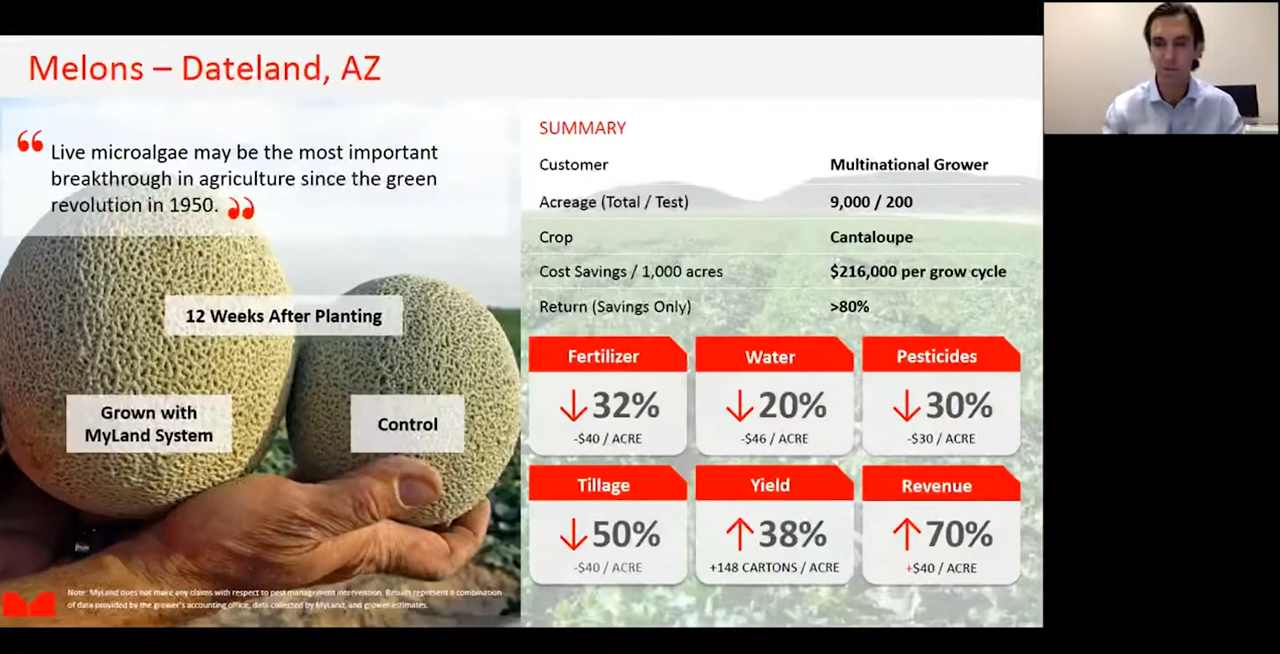 Melons – Dateland, AZ
“ Live microalgae may be the most important
breakthrough in agriculture since the green
revolution in 1950. ”
12 Weeks After Planting
Grown with
MyLand System
Control
Note: MyLand does not make any claims with respect to pest management intervention. Results represent a combination
of data provided by the grower's accounting office, data collected by MyLand, and grower estimates.
SUMMARY
Customer Multinational Grower
Acreage (Total / Test) 9,000 / 200
Crop Cantaloupe
Cost Savings / 1,000 acres $216,000 per grow cycle
Return (Savings Only) >80%
Fertilizer Water Pesticides
↓32% ↓20% ↓30%
-$40 / ACRE -$46 / ACRE -$30 / ACRE
Tillage Yield Revenue
↓50% ↑38% ↑70%
-$40 / ACRE +148 CARTONS / ACRE +$40 / ACRE